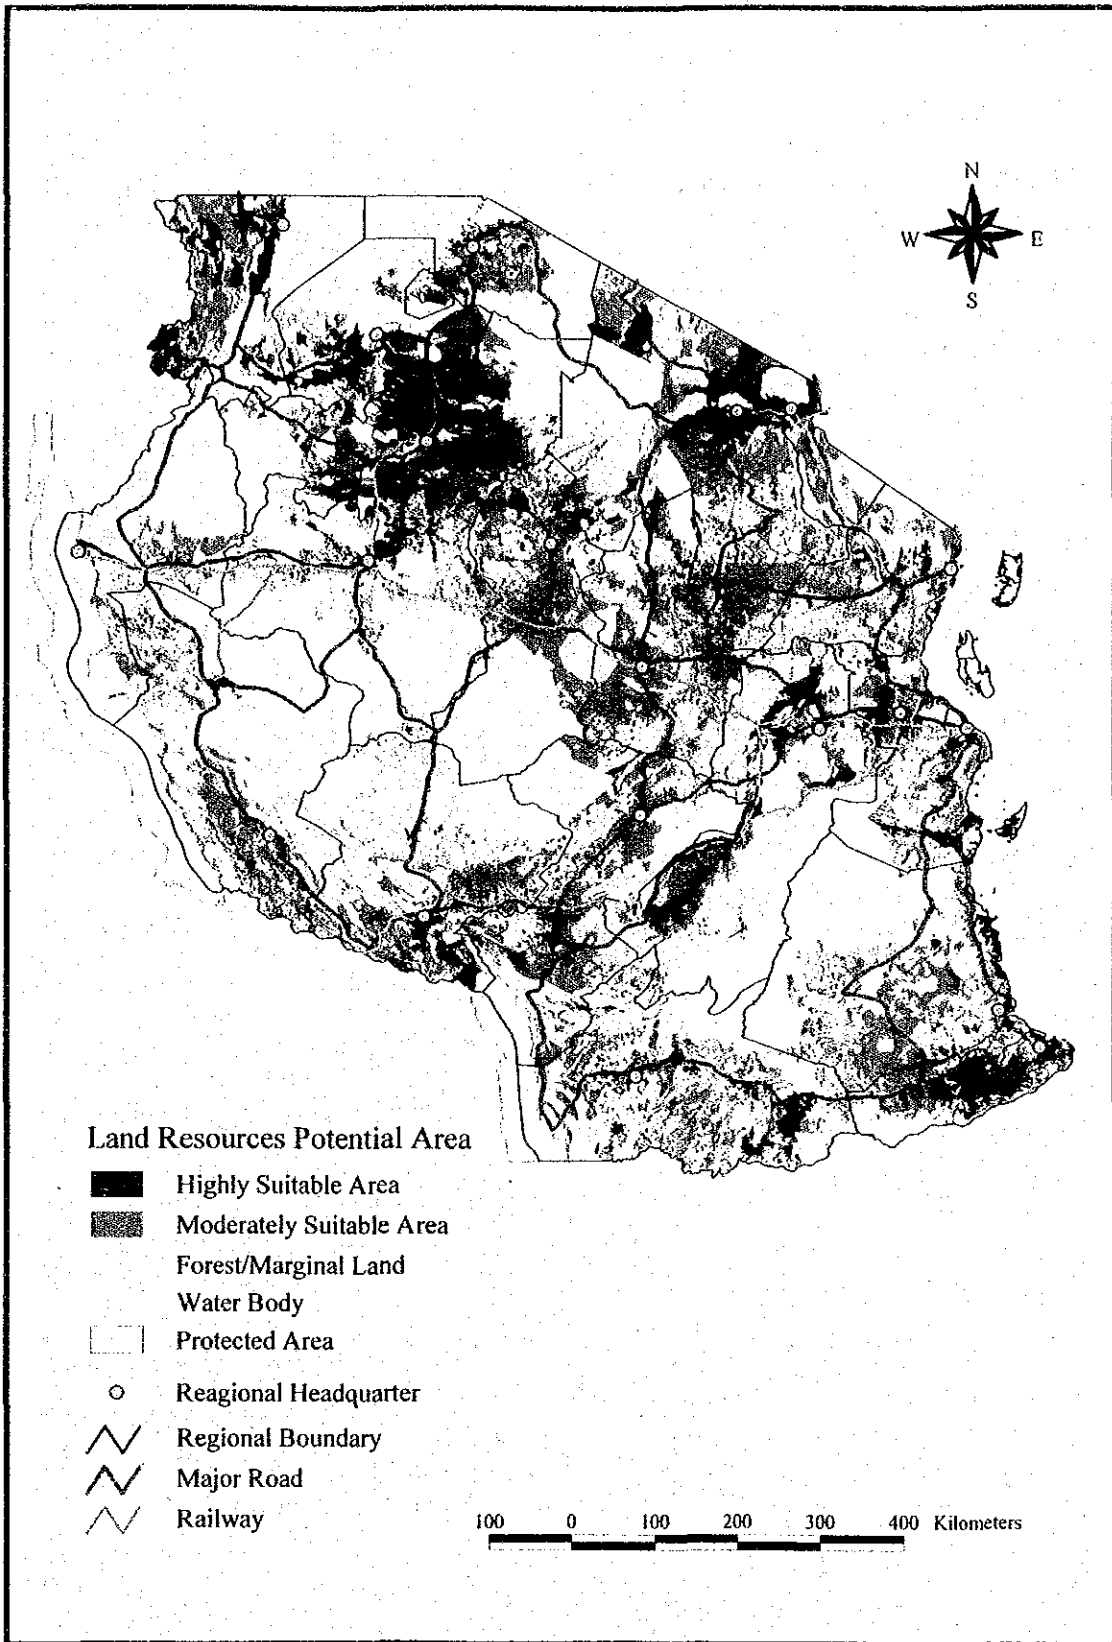 N
W E
S
Land Resources Potential Area
Highly Suitable Area
Moderately Suitable Area
Forest/Marginal Land
Water Body
Protected Area
Reagional Headquarter
Regional Boundary
Major Road
Railway
100 0 100 200 300 400 Kilometers